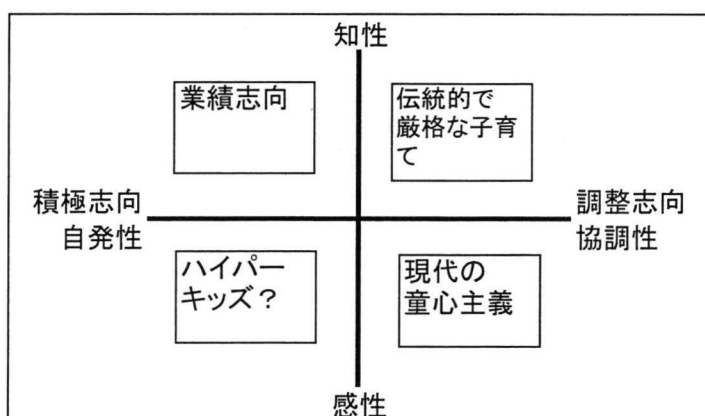 知性
業績志向
伝統的で
厳格な子育
て
積極志向
自発性
調整志向
協調性
ハイパー
キッズ？
現代の
童心主義
感性